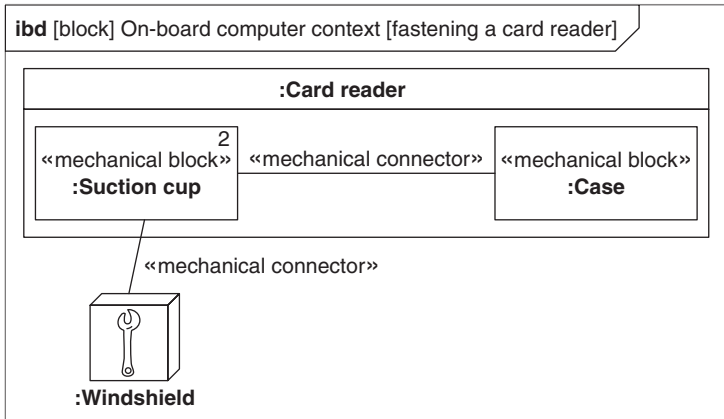 ibd [block] On-board computer context [fastening a card reader]
:Card reader
2
«mechanical block»
:Suction cup
«mechanical connector»
«mechanical block»
:Case
«mechanical connector»
:Windshield